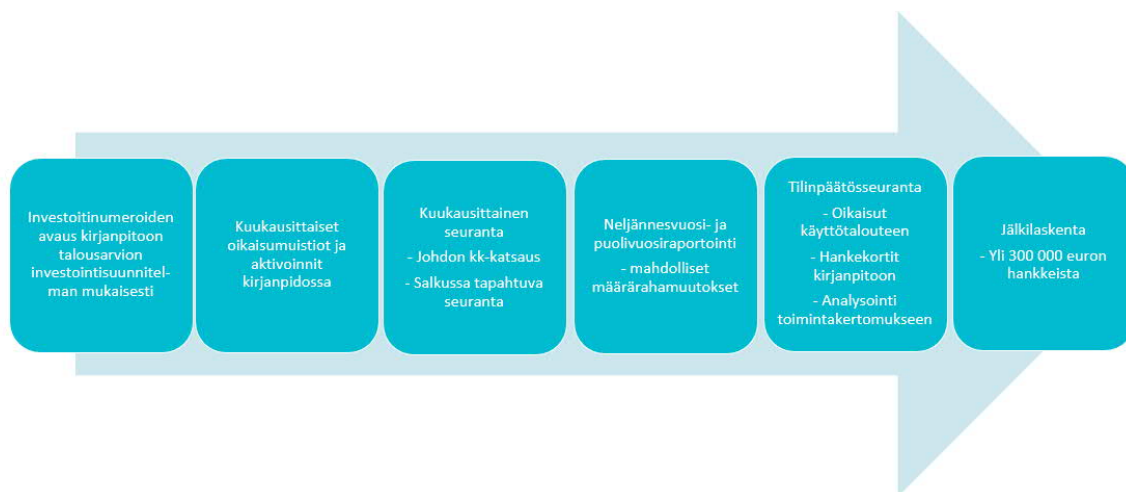 Investoitinumeroiden
avaus kirjanpitoon
talousarvion
investointisuunnitel-
man mukaisesti
Kuukausittaiset
oikaisumuistiot ja
aktivoinnit
kirjanpidossa
Kuukausittainen
seuranta
- Johdon kk-katsaus
- Salkussa tapahtuva
seuranta
Neljännesvuosi- ja
puolivuosiraportointi
- mahdolliset
määrärahamuutokset
Tilinpäätösseuranta
- Oikaisut
käyttötalouteen
- Hankekortit
kirjanpitoon
- Analysointi
toimintakertomukseen
Jälkilaskenta
- Yli 300 000 euron
hankkeista